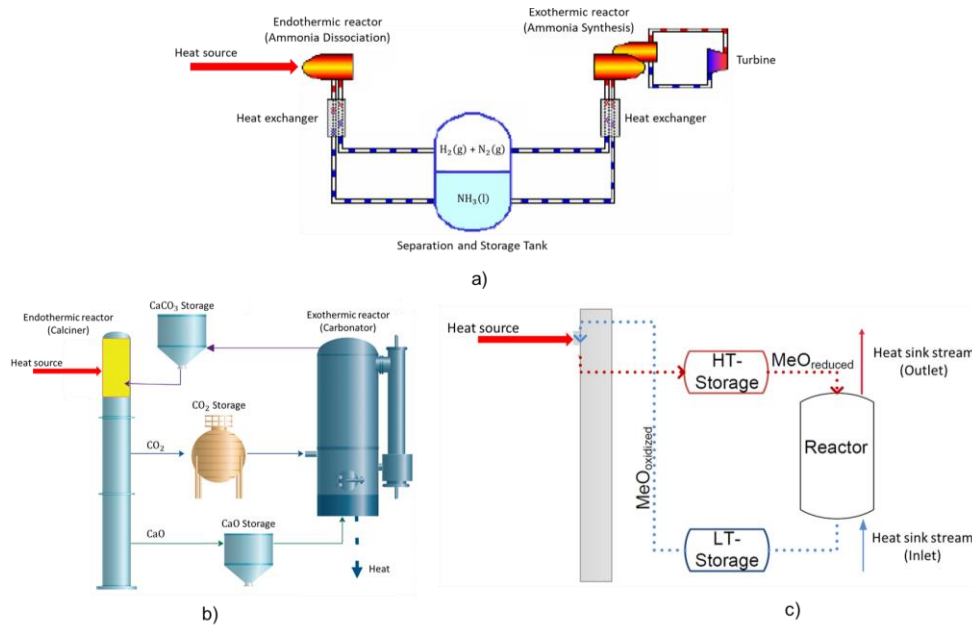 Endothermic reactor
(Ammonia Dissociation)
Exothermic reactor
(Ammonia Synthesis)
Heat source
Turbine
Heat exchanger
Heat exchanger
H₂(g) + N₂(g)
NH₃(l)
Separation and Storage Tank
a)
CaCO₃ Storage
Endothermic reactor
(Calciner)
Exothermic reactor
(Carbonator)
Heat source
CO₂ Storage
CO₂
CaO Storage
CaO
Heat
b)
Heat source
HT-
Storage
MeOreduced
Heat sink stream
(Outlet)
Reactor
MeOoxidized
LT-
Storage
Heat sink stream
(Inlet)
c)